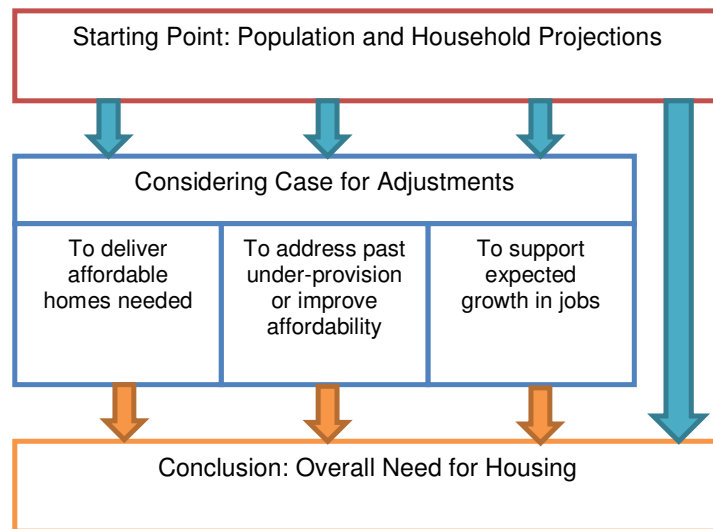 Starting Point: Population and Household Projections
Considering Case for Adjustments
To deliver
affordable
homes needed
To address past
under-provision
or improve
affordability
To support
expected
growth in jobs
Conclusion: Overall Need for Housing